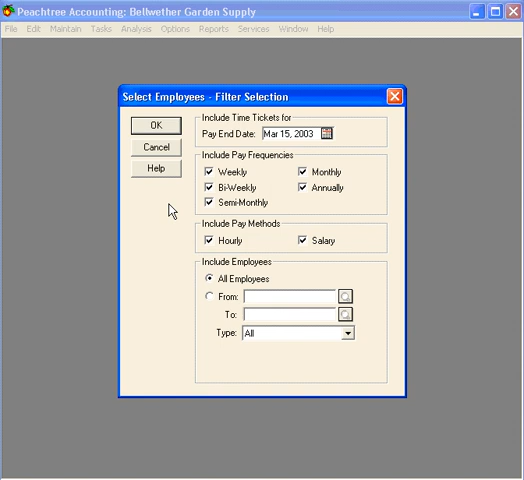 Peachtree Accounting: Bellwether Garden Supply
File Edit Maintain Tasks Analysis Options Reports Services Window Help
Select Employees - Filter Selection
OK
Cancel
Help
Include Time Tickets for
Pay End Date: Mar 15, 2003
Include Pay Frequencies
Weekly Monthly
Bi-Weekly Annually
Semi-Monthly
Include Pay Methods
Hourly Salary
Include Employees
All Employees
From:
To:
Type: All